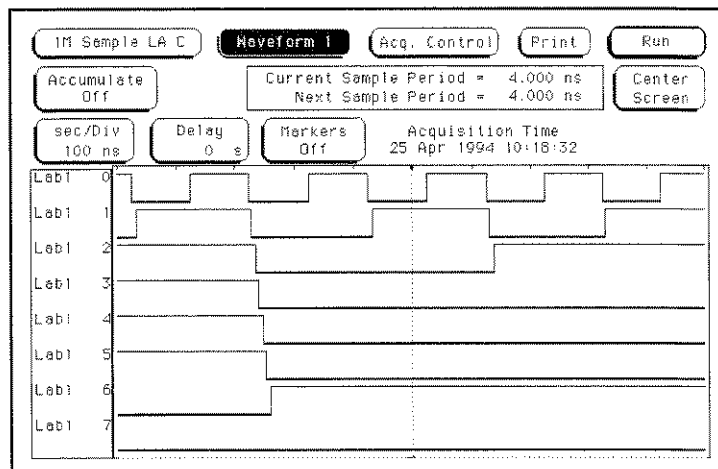 1M Sample LA C Waveform 1 Acq. Control Print Run
Accumulate
Off
Current Sample Period = 4.000 ns
Next Sample Period = 4.000 ns
Center
Screen
sec/Div
100 ns
Delay
0 s
Markers
Off
Acquisition Time
25 Apr 1994 10:18:32
Lab1 0
Lab1 1
Lab1 2
Lab1 3
Lab1 4
Lab1 5
Lab1 6
Lab1 7